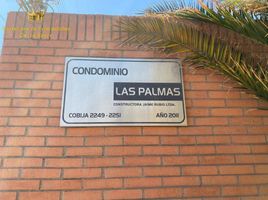 CONDOMINIO
LAS PALMAS
CONSTRUCTORA JAIME RUBIO LTDA.
COBIJA 2249 - 2251
AÑO 2011